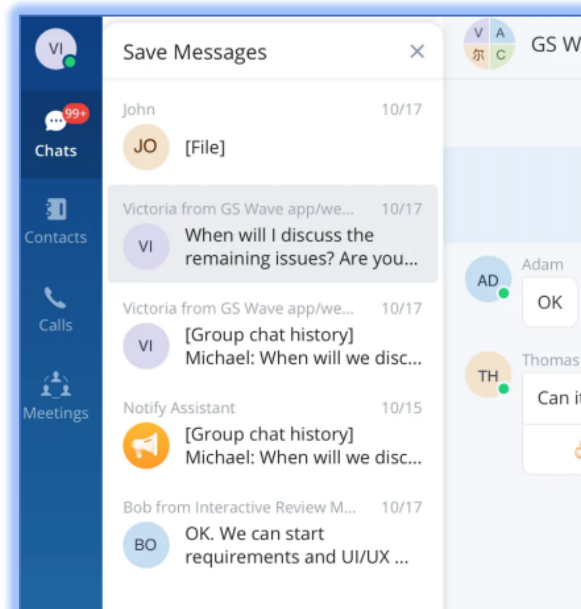 VI
99+
Chats
Contacts
Calls
Meetings
Save Messages
John 10/17
JO [File]
Victoria from GS Wave app/we... 10/17
VI When will I discuss the
remaining issues? Are you...
Victoria from GS Wave app/we... 10/17
VI [Group chat history]
Michael: When will we disc...
Notify Assistant 10/15
[Group chat history]
Michael: When will we disc...
Bob from Interactive Review M... 10/17
BO OK. We can start
requirements and UI/UX ...
V A
尔 C
GS W
AD Adam
OK
TH Thomas
Can it